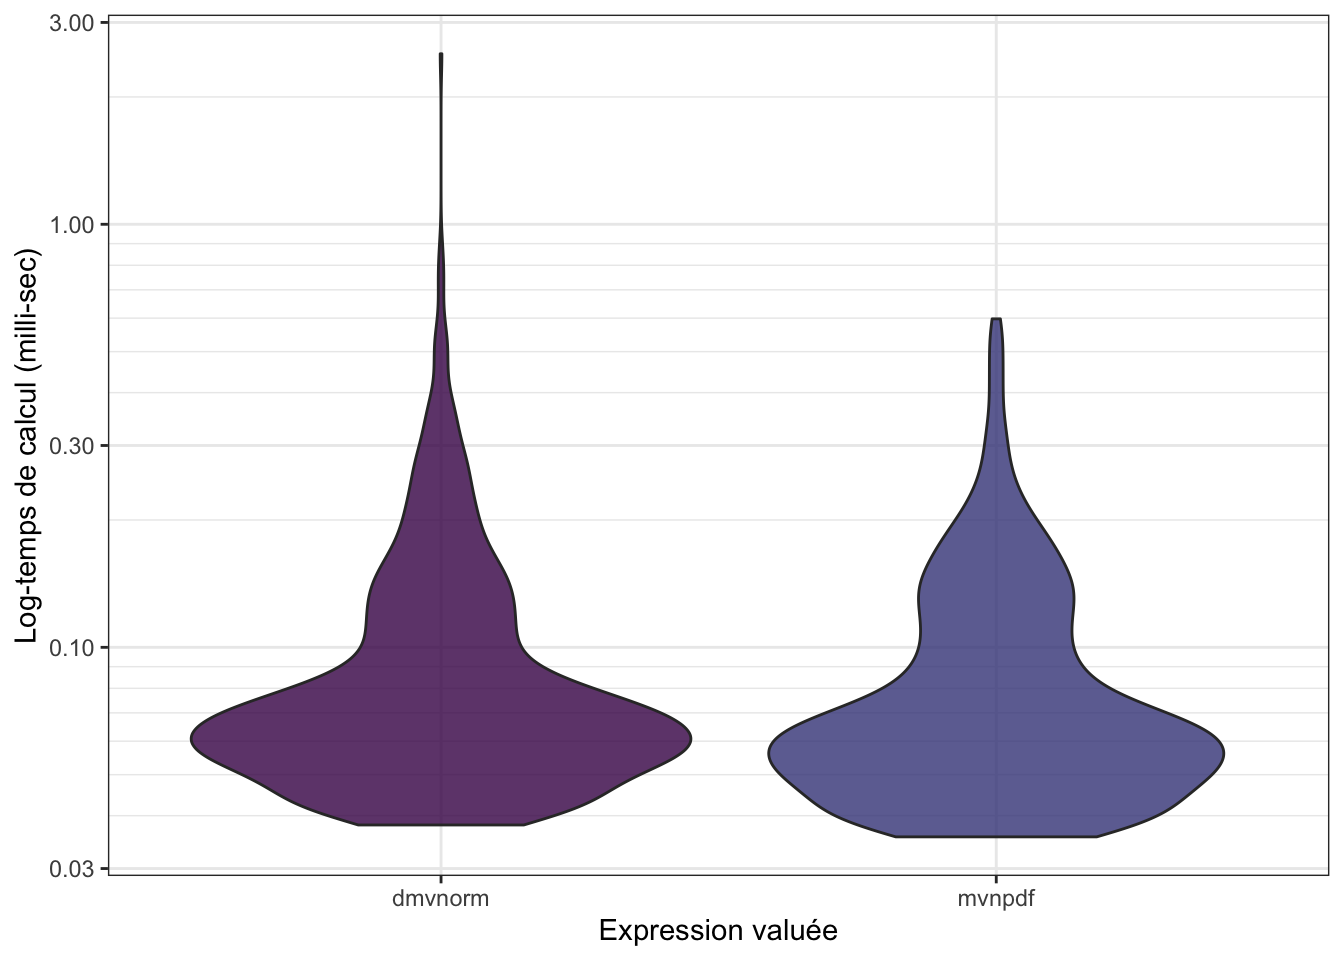 3.00
1.00
0.30
0.10
0.03
Log-temps de calcul (milli-sec)
dmvnorm
mvnpdf
Expression valuée